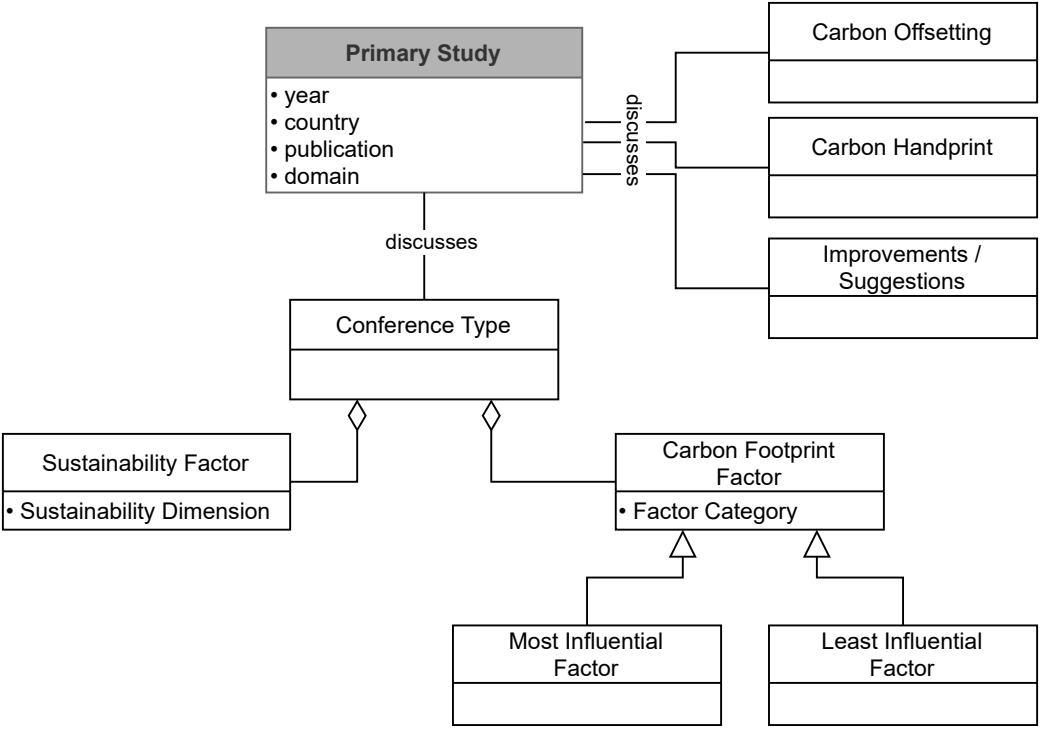 Primary Study
• year
• country
• publication
• domain
discusses
Carbon Offsetting
Carbon Handprint
Improvements /
Suggestions
discusses
Conference Type
Sustainability Factor
• Sustainability Dimension
Carbon Footprint
Factor
• Factor Category
Most Influential
Factor
Least Influential
Factor